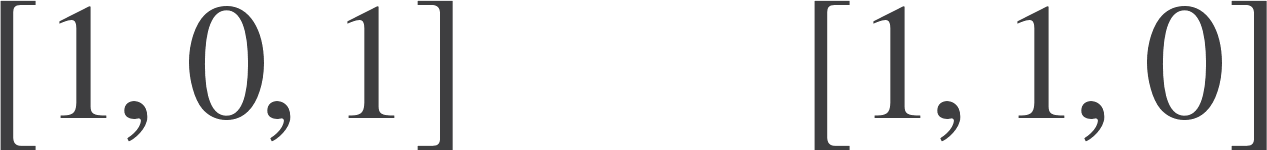 [1, 0, 1] [1, 1, 0]